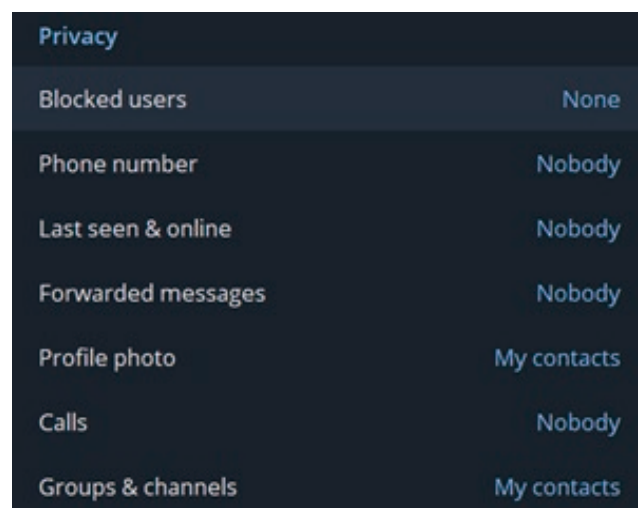 Privacy
Blocked users None
Phone number Nobody
Last seen & online Nobody
Forwarded messages Nobody
Profile photo My contacts
Calls Nobody
Groups & channels My contacts